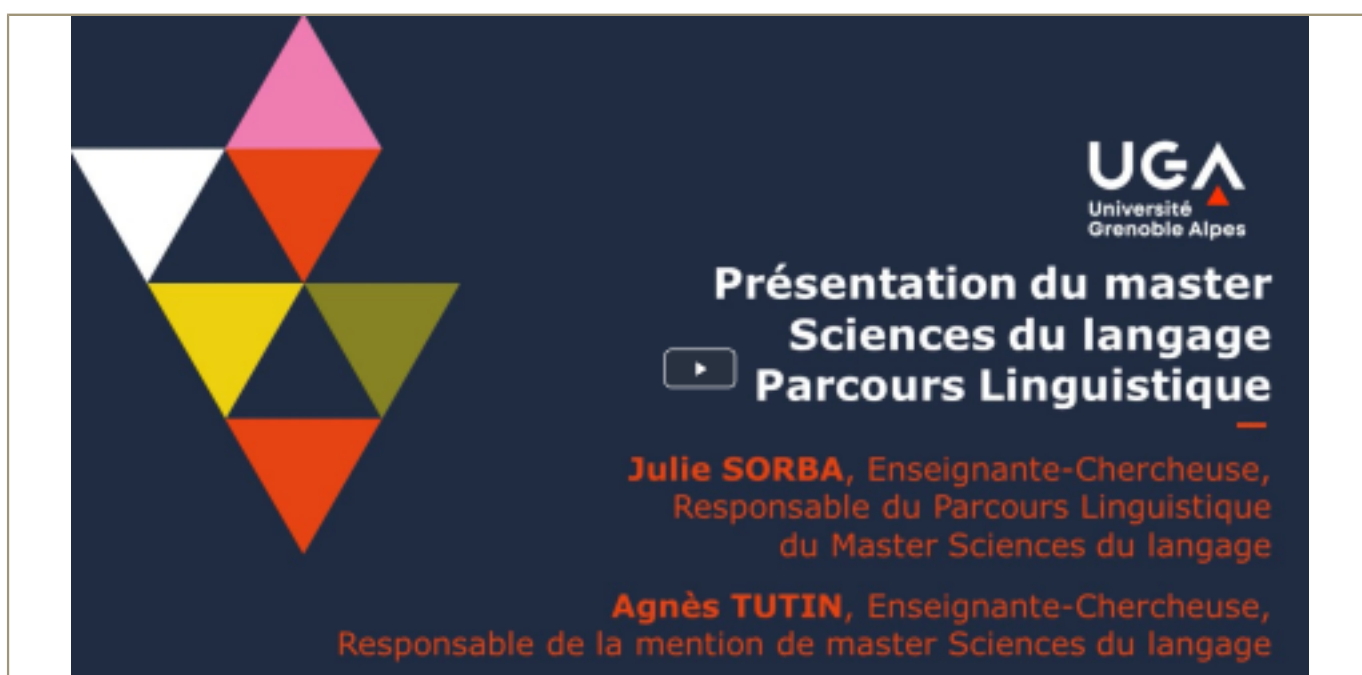 UGA
Université
Grenoble Alpes
Présentation du master
Sciences du langage
Parcours Linguistique
Julie SORBA, Enseignante-Chercheuse,
Responsable du Parcours Linguistique
du Master Sciences du langage
Agnès TUTIN, Enseignante-Chercheuse,
Responsable de la mention de master Sciences du langage